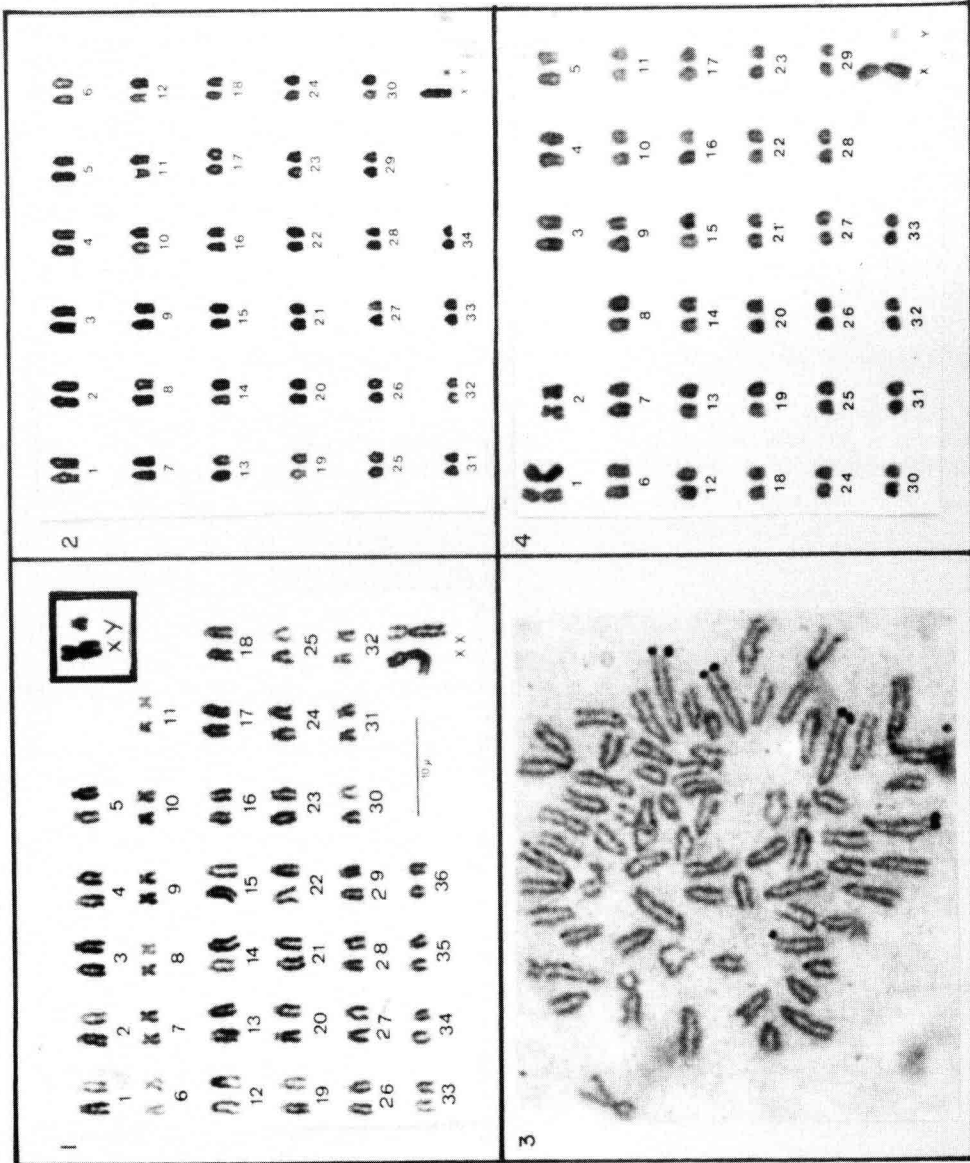 1
1 2 3 4 5
X Y
6 7 8 9 10 11
12 13 14 15 16 17 18
19 20 21 22 23 24 25
26 27 28 29 30 31 32
10 µ
33 34 35 36 X X
2
1 2 3 4 5 6
7 8 9 10 11 12
13 14 15 16 17 18
19 20 21 22 23 24
25 26 27 28 29 30
31 32 33 34 X Y
3
4
1 2 3 4 5
6 7 8 9 10 11
12 13 14 15 16 17
18 19 20 21 22 23
24 25 26 27 28 29
30 31 32 33 X Y